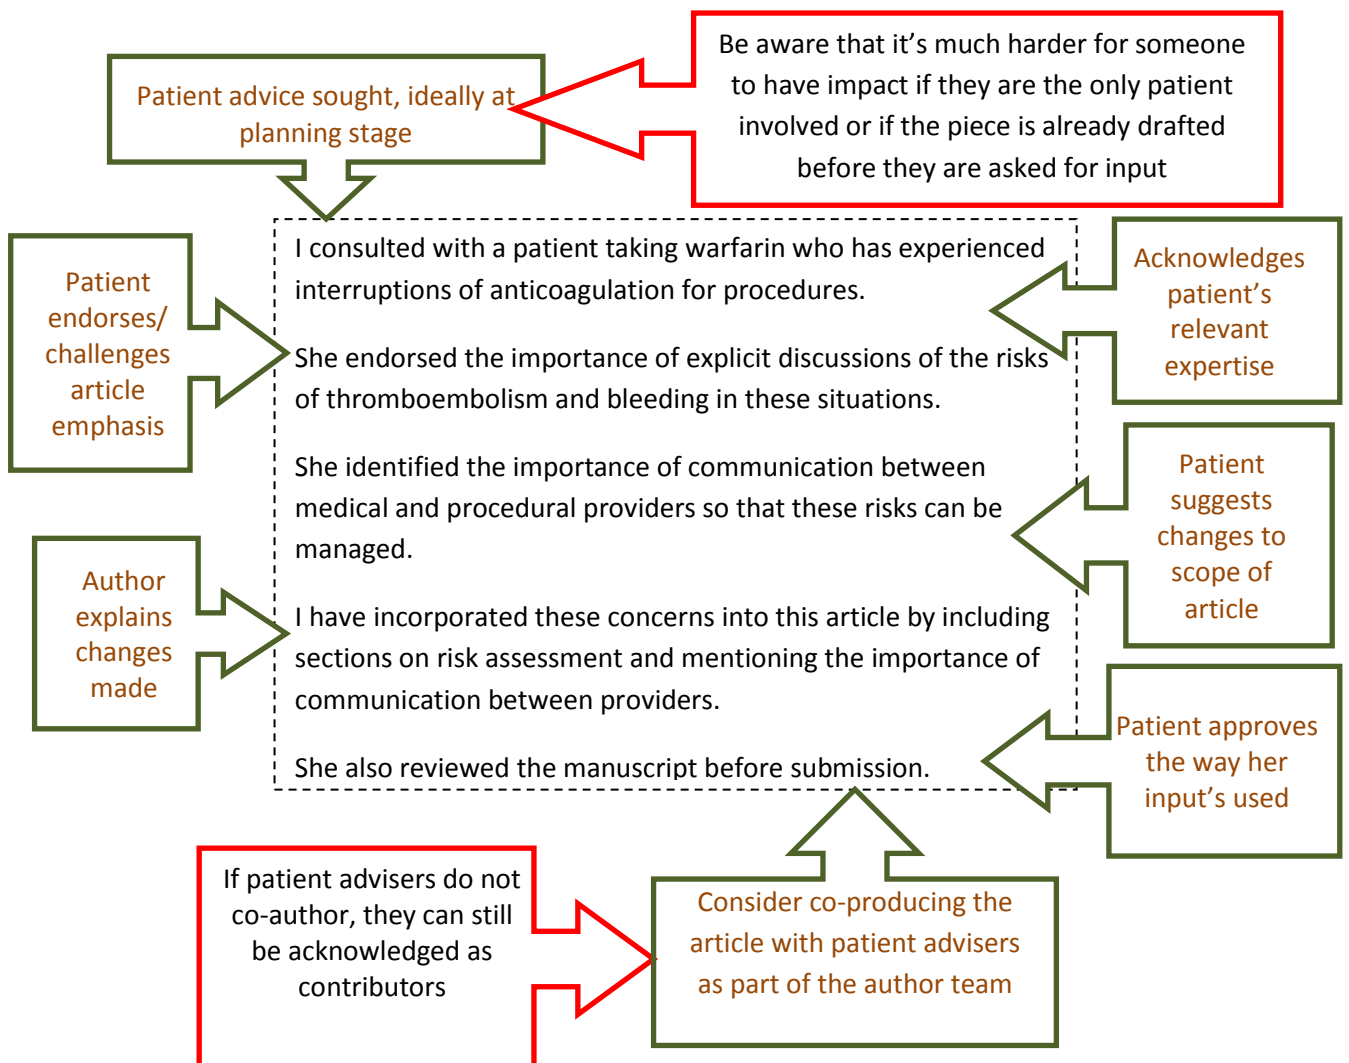 Patient advice sought, ideally at
planning stage
Be aware that it’s much harder for someone
to have impact if they are the only patient
involved or if the piece is already drafted
before they are asked for input
Patient
endorses/
challenges
article
emphasis
I consulted with a patient taking warfarin who has experienced
interruptions of anticoagulation for procedures.
She endorsed the importance of explicit discussions of the risks
of thromboembolism and bleeding in these situations.
She identified the importance of communication between
medical and procedural providers so that these risks can be
managed.
I have incorporated these concerns into this article by including
sections on risk assessment and mentioning the importance of
communication between providers.
She also reviewed the manuscript before submission.
Acknowledges
patient’s
relevant
expertise
Patient
suggests
changes to
scope of
article
Author
explains
changes
made
Patient approves
the way her
input’s used
If patient advisers do not
co-author, they can still
be acknowledged as
contributors
Consider co-producing the
article with patient advisers
as part of the author team